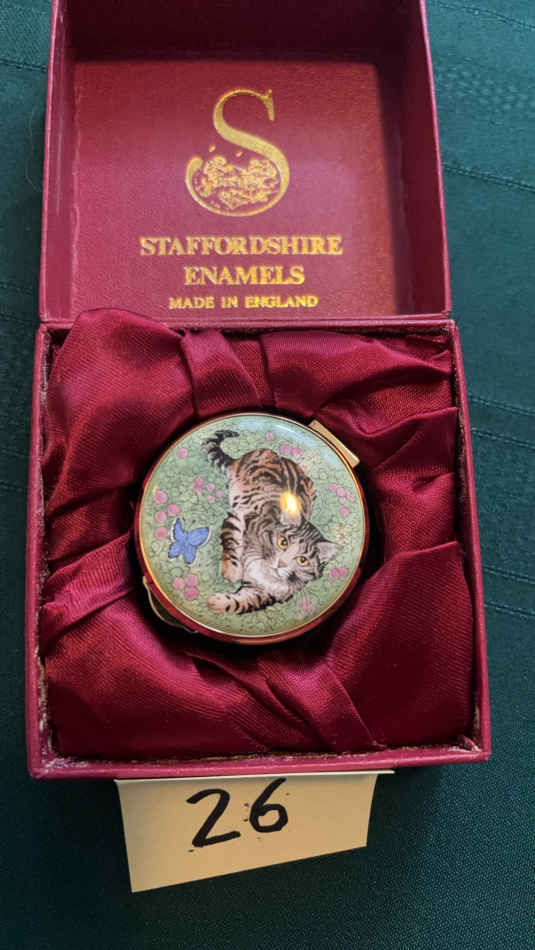 S
STAFFORDSHIRE
ENAMELS
MADE IN ENGLAND
26